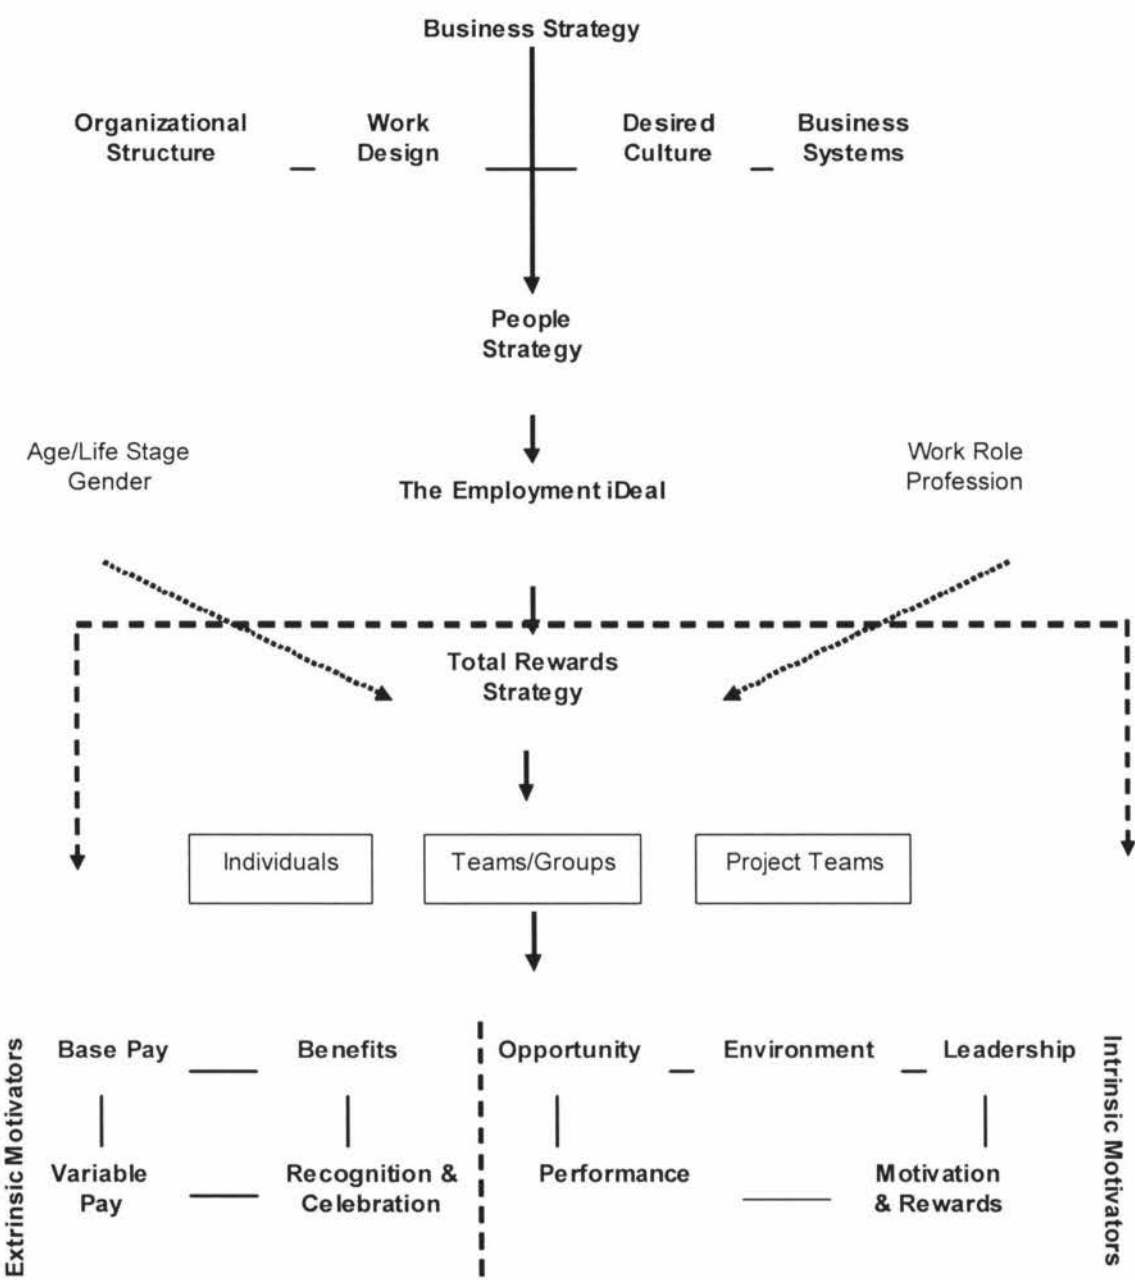 Business Strategy
Organizational
Structure
Work
Design
Desired
Culture
Business
Systems
People
Strategy
Age/Life Stage
Gender
The Employment iDeal
Work Role
Profession
Total Rewards
Strategy
Individuals
Teams/Groups
Project Teams
Extrinsic Motivators
Base Pay
Benefits
Opportunity
Environment
Leadership
Variable
Pay
Recognition &
Celebration
Performance
Motivation
& Rewards
Intrinsic Motivators